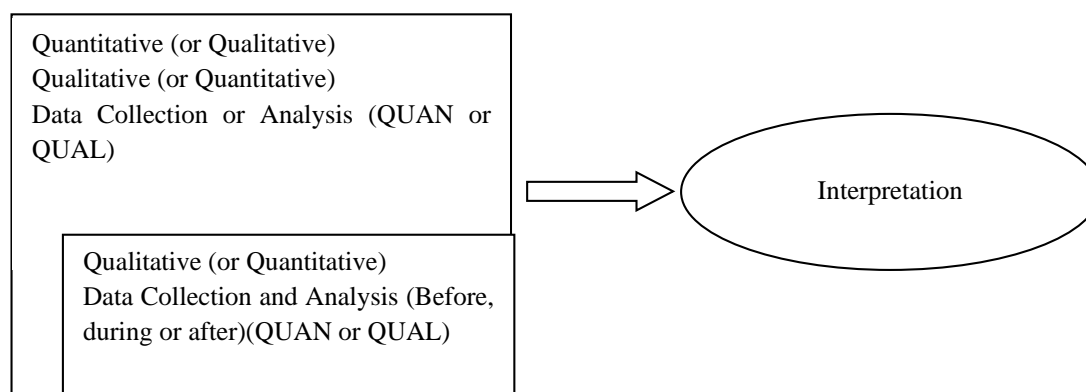 Quantitative (or Qualitative)
Qualitative (or Quantitative)
Data Collection or Analysis (QUAN or
QUAL)
Qualitative (or Quantitative)
Data Collection and Analysis (Before,
during or after)(QUAN or QUAL)
Interpretation